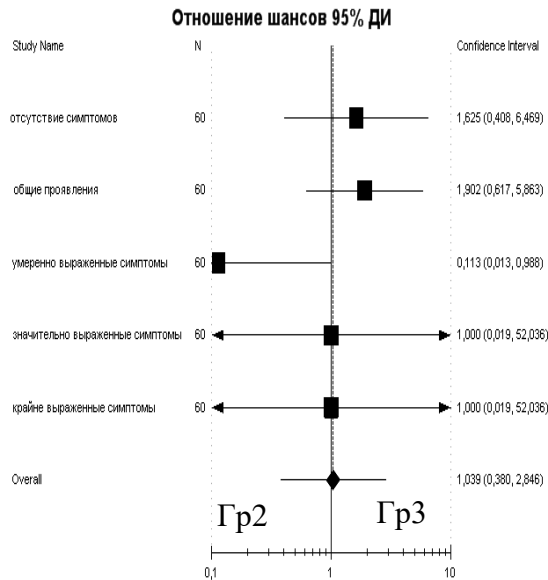 Отношение шансов 95% ДИ
Study Name N Confidence Interval
отсутствие симптомов 60 1,625 (0,408, 6,469)
общие проявления 60 1,902 (0,617, 5,863)
умеренно выраженные симптомы 60 0,113 (0,013, 0,988)
значительно выраженные симптомы 60 1,000 (0,019, 52,036)
крайне выраженные симптомы 60 1,000 (0,019, 52,036)
Overall 1,039 (0,380, 2,846)
Гр2 Гр3
0,1 1 10